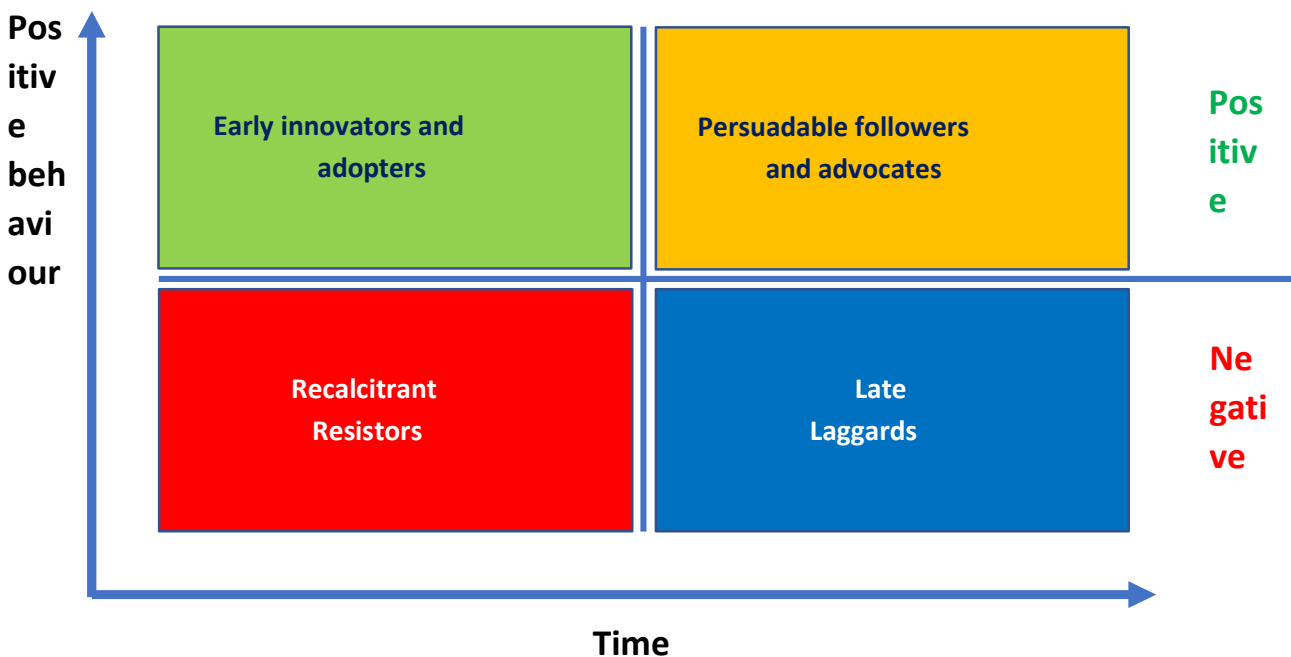 Pos
itiv
e
beh
avi
our
Early innovators and
adopters
Persuadable followers
and advocates
Pos
itiv
e
Recalcitrant
Resistors
Late
Laggards
Ne
gati
ve
Time